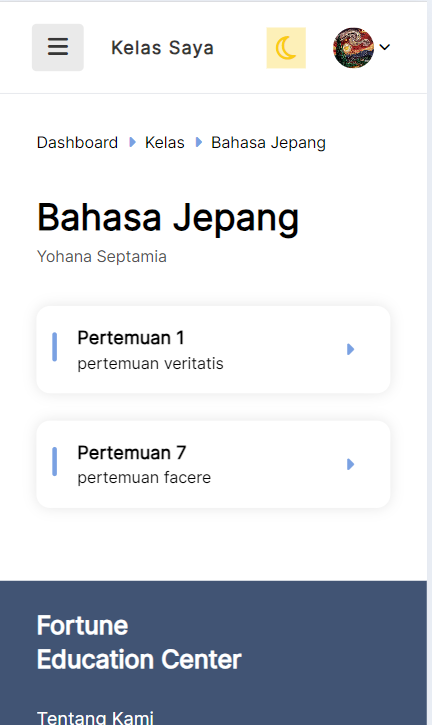 Kelas Saya
Dashboard Kelas Bahasa Jepang
Bahasa Jepang
Yohana Septamia
Pertemuan 1
pertemuan veritatis
Pertemuan 7
pertemuan facere
Fortune
Education Center
Tentang Kami